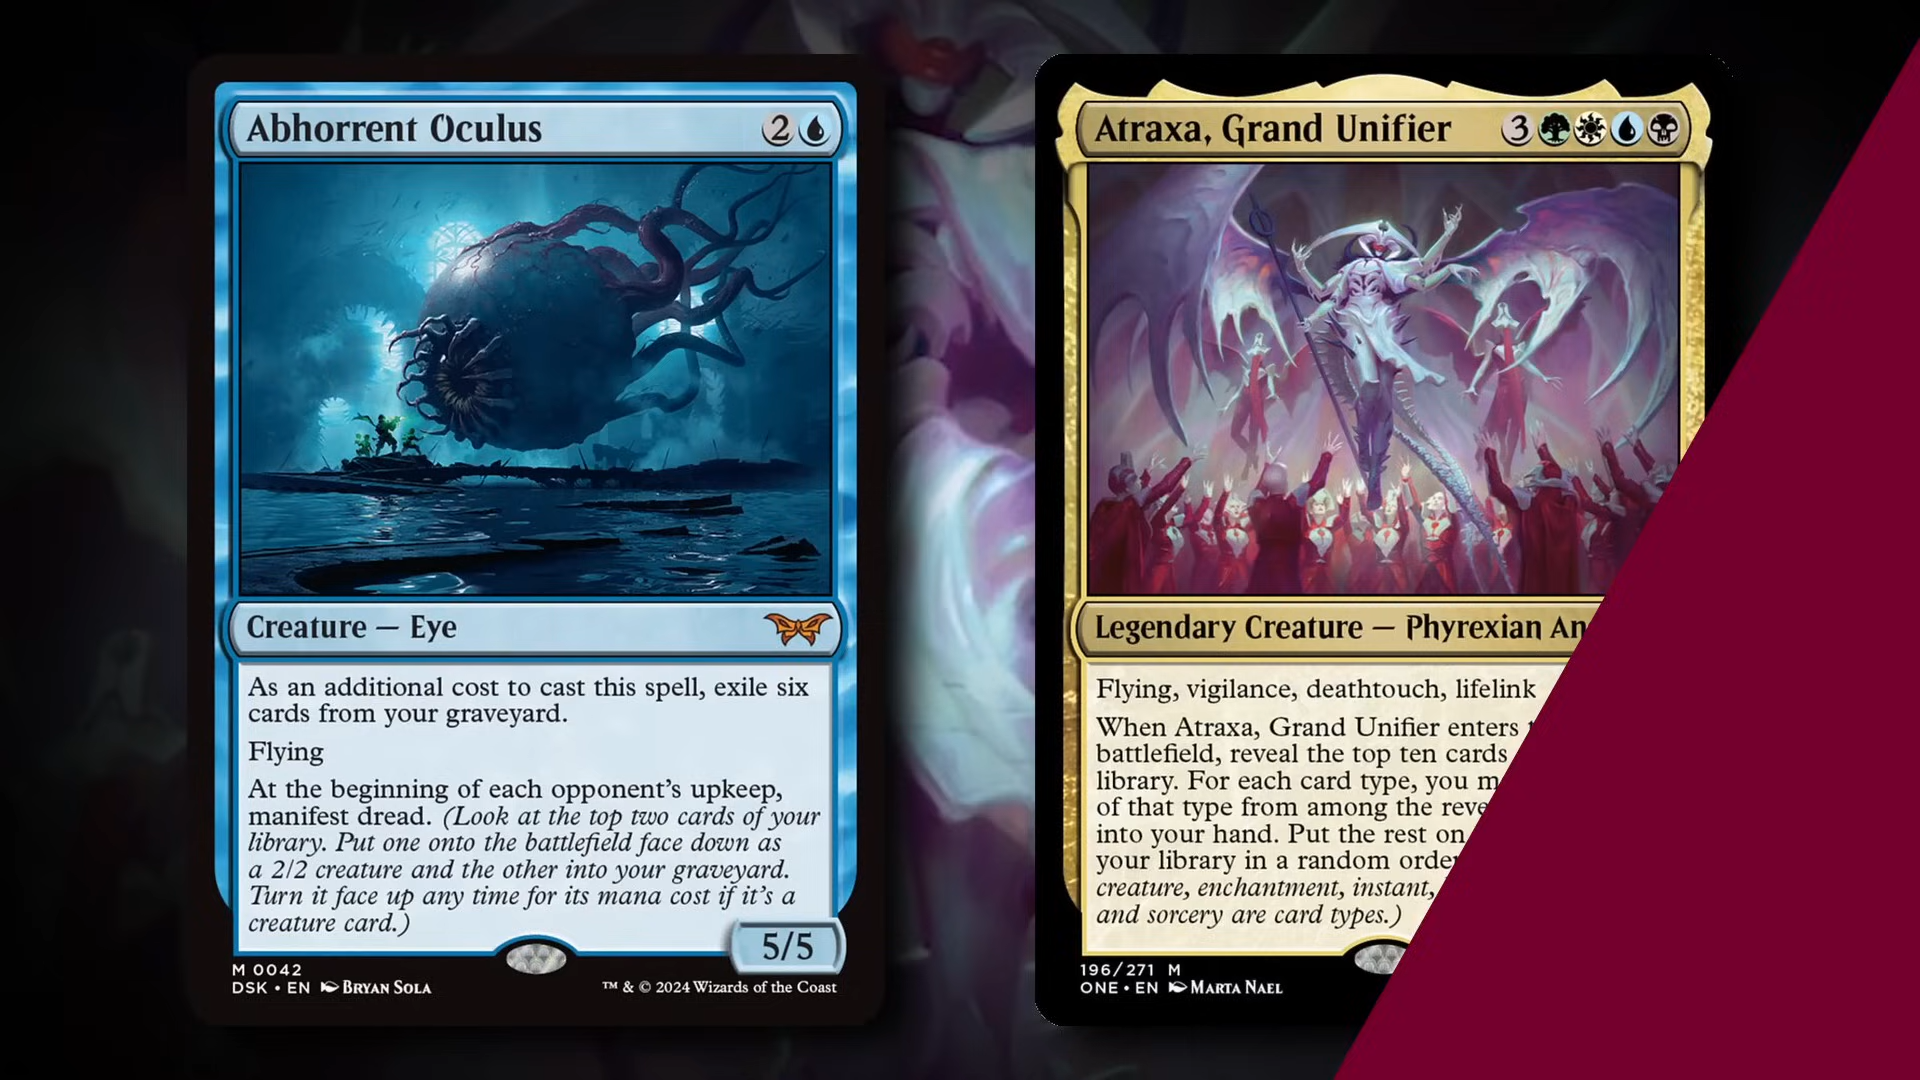 Abhorrent Oculus
2
Creature — Eye
As an additional cost to cast this spell, exile six
cards from your graveyard.
Flying
At the beginning of each opponent's upkeep,
manifest dread. (Look at the top two cards of your
library. Put one onto the battlefield face down as
a 2/2 creature and the other into your graveyard.
Turn it face up any time for its mana cost if it's a
creature card.)
5/5
M 0042
DSK • EN Bryan Sola
™ & © 2024 Wizards of the Coast
Atraxa, Grand Unifier
3
Legendary Creature — Phyrexian
Flying, vigilance, deathtouch, lifelink
When Atraxa, Grand Unifier enters
battlefield, reveal the top ten cards
library. For each card type, you
of that type from among the
into your hand. Put the rest on
your library in a random
creature, enchantment, instant,
and sorcery are card types.)
196/271 M
ONE • EN Marta Nael